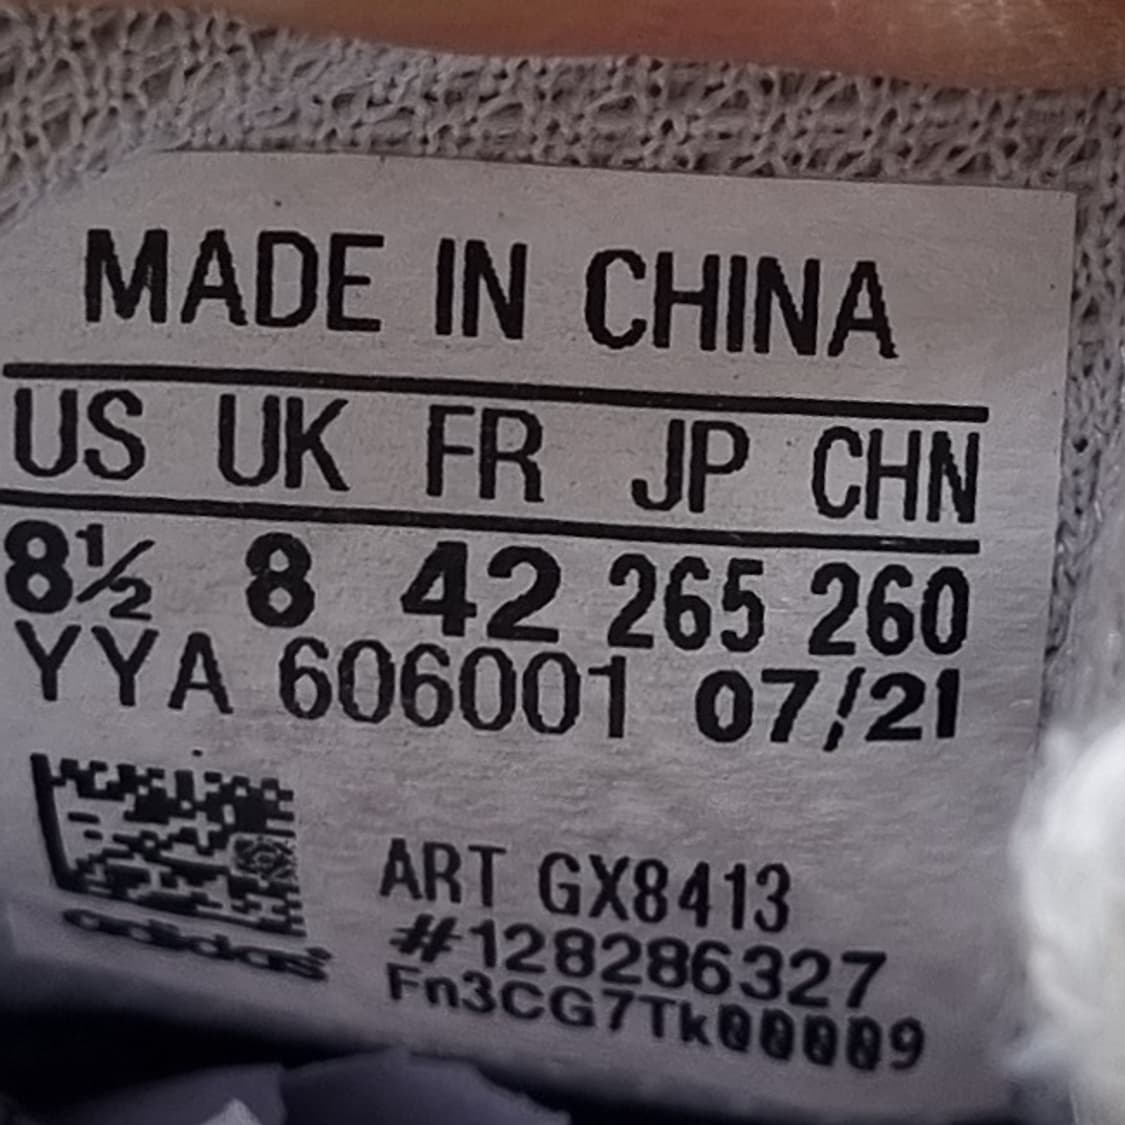 MADE IN CHINA
US UK FR JP CHN
8½ 8 42 265 260
YYA 606001 07/21
ART GX8413
#128286327
Fn3CG7Tk00009
adidas